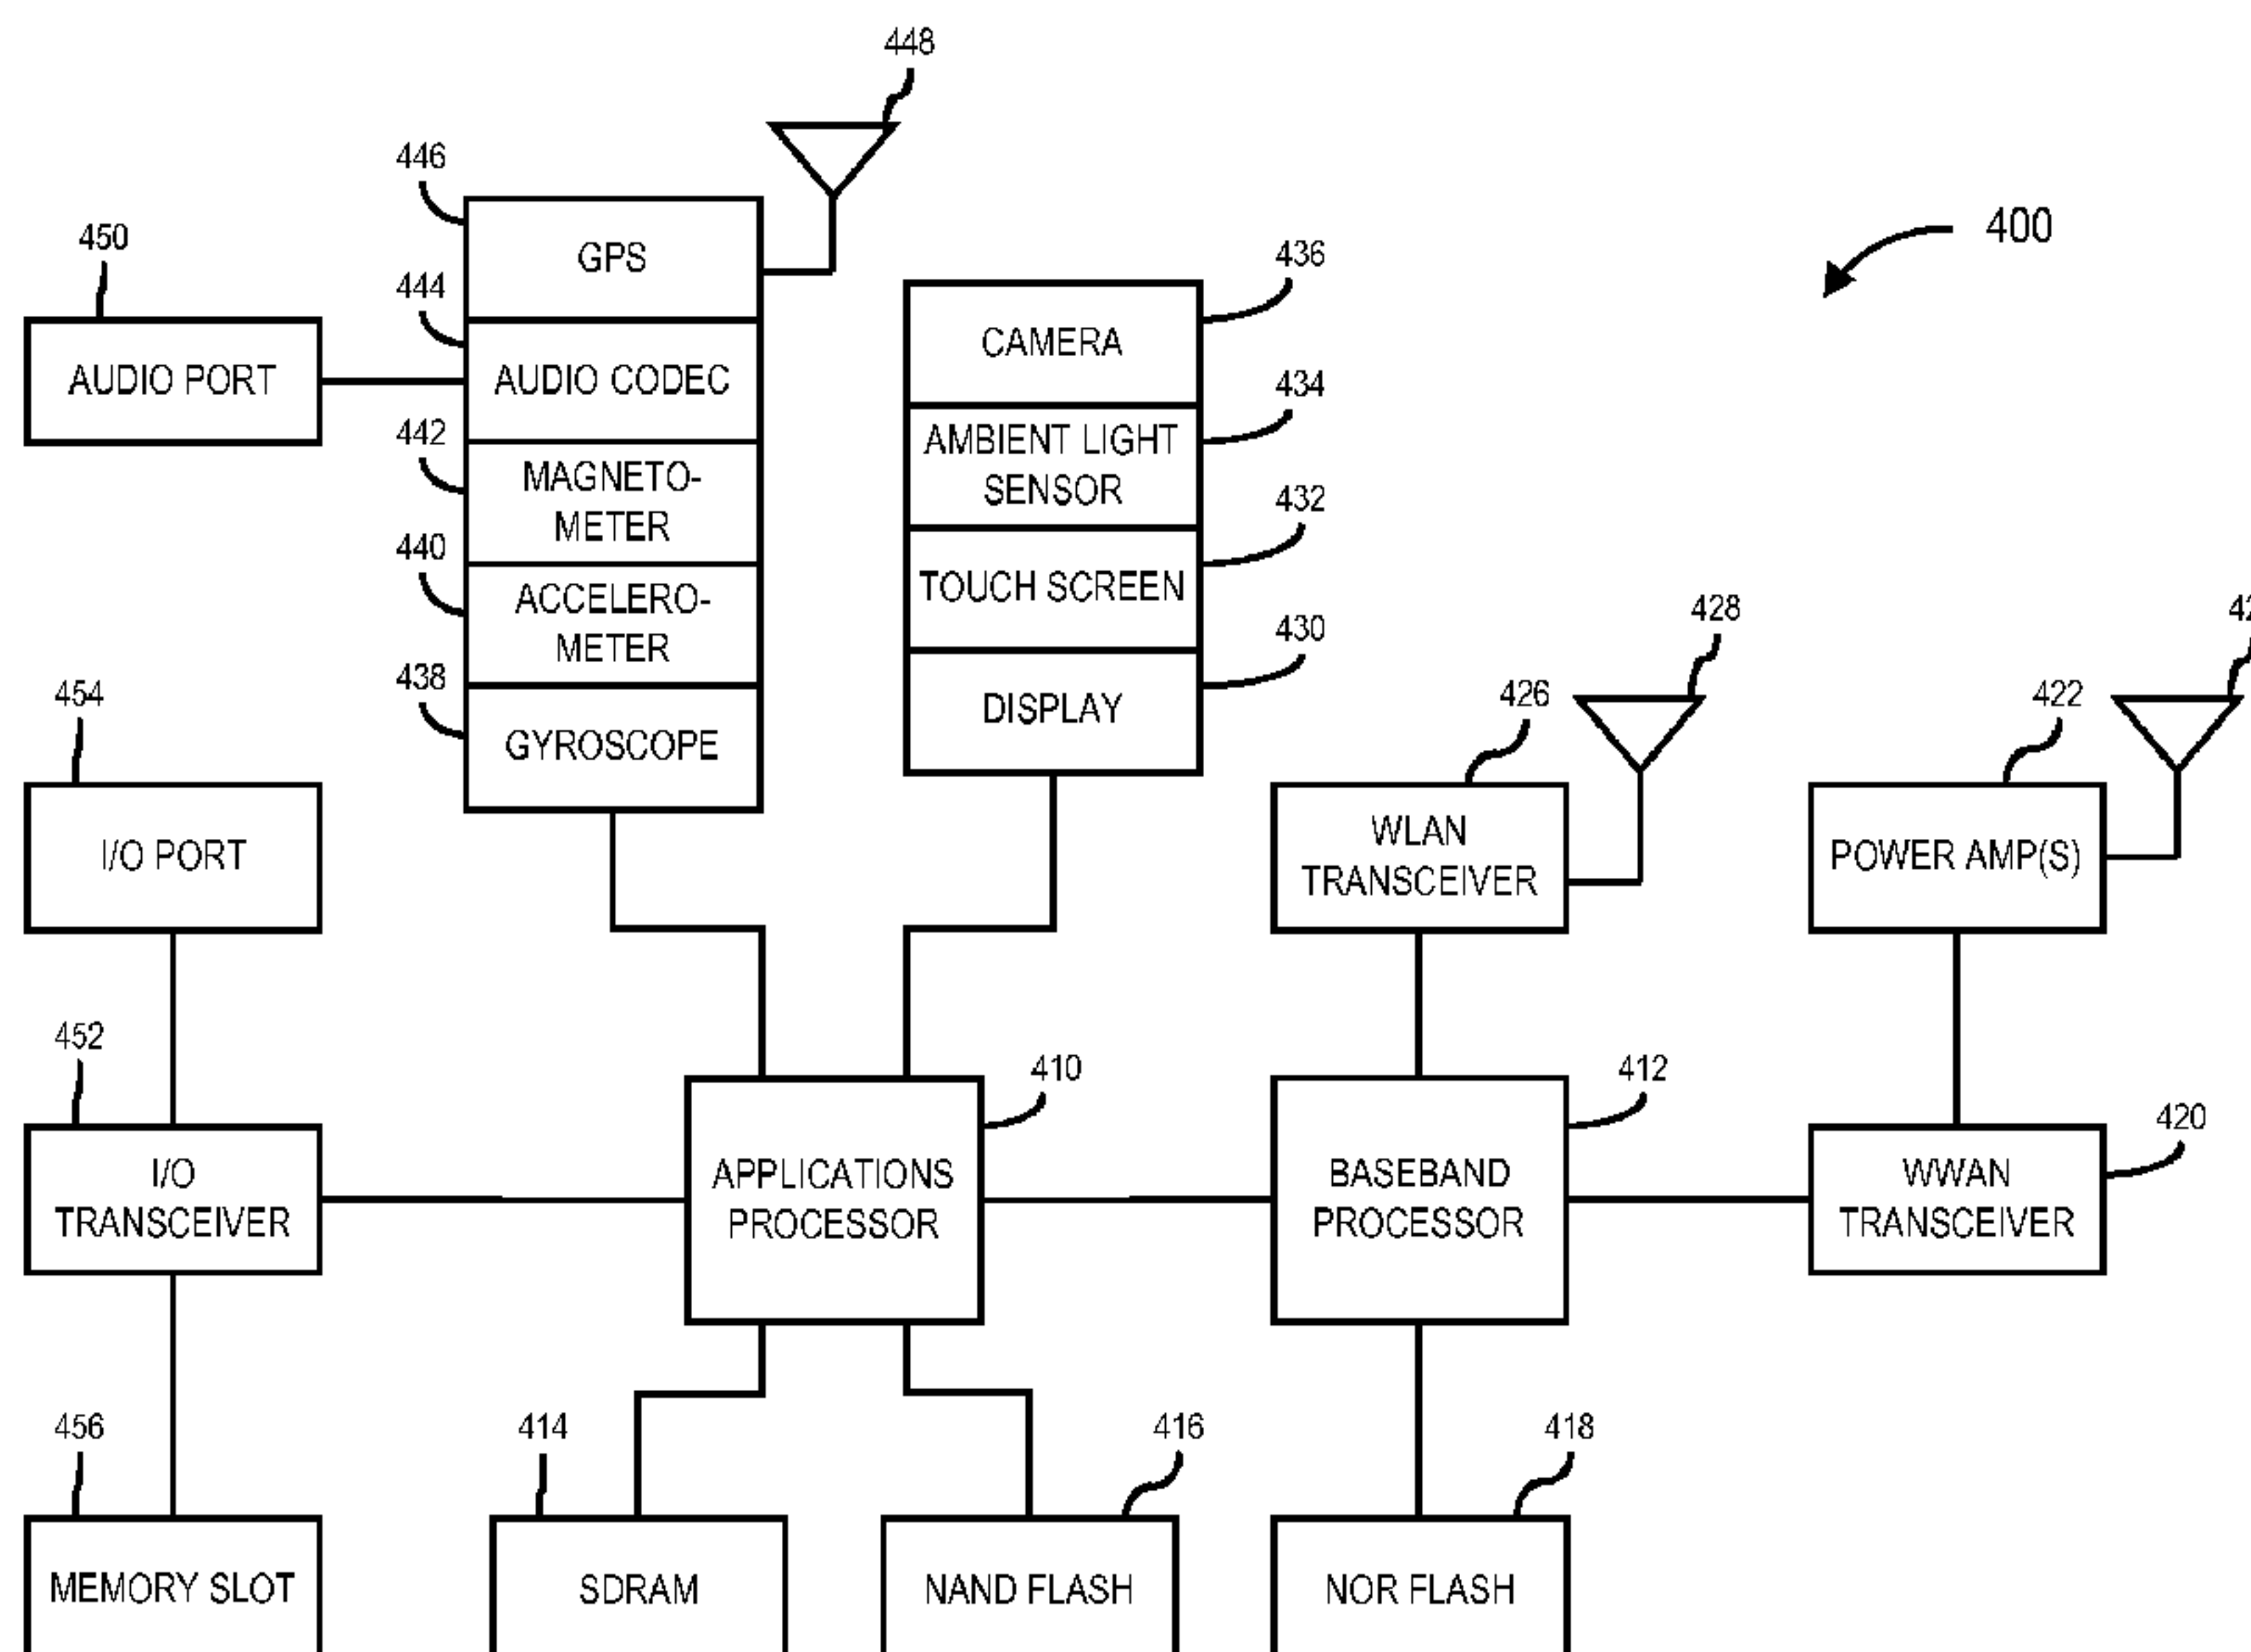 448
446
GPS
450
444
436
400
AUDIO PORT
AUDIO CODEC
CAMERA
442
434
MAGNETO-
METER
AMBIENT LIGHT
SENSOR
440
432
ACCELERO-
METER
TOUCH SCREEN
438
430
GYROSCOPE
DISPLAY
428
454
426
422
I/O PORT
WLAN
TRANSCEIVER
POWER AMP(S)
452
410
412
420
I/O
TRANSCEIVER
APPLICATIONS
PROCESSOR
BASEBAND
PROCESSOR
WWAN
TRANSCEIVER
456
414
416
418
MEMORY SLOT
SDRAM
NAND FLASH
NOR FLASH